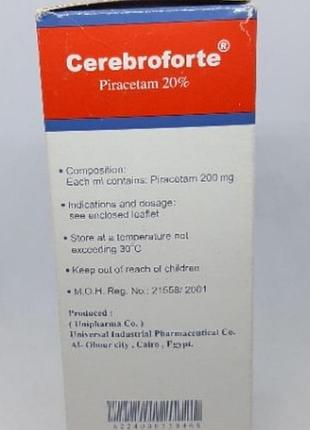 Cerebroforte®
Piracetam 20%
• Composition:
Each ml contains: Piracetam 200 mg
• Indications and dosage:
see enclosed leaflet
• Store at a temperature not
exceeding 30°C
• Keep out of reach of children
• M.O.H. Reg. No.: 21558/ 2001
Produced :
( Unipharma Co. )
Universal Industrial Pharmaceutical Co.
Al- Obour city , Cairo , Egypt.